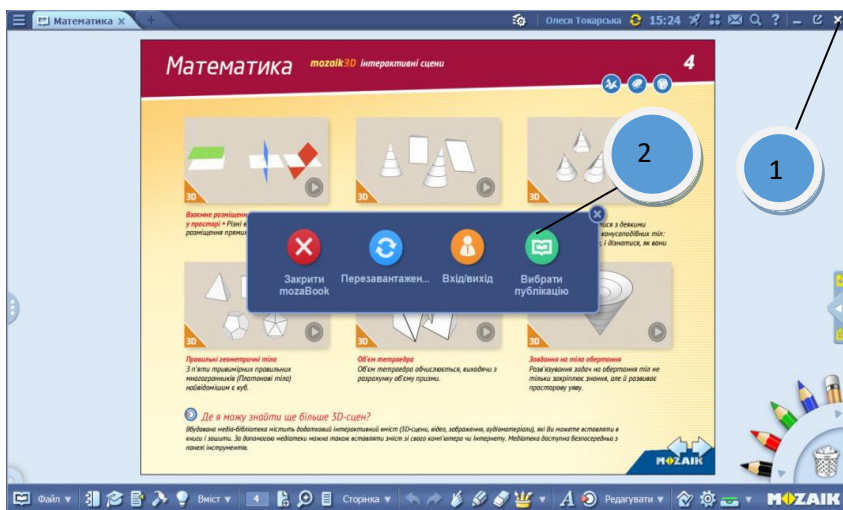 Математика
Олеся Токарська 15:24
Математика mozaik3D інтерактивні сцени 4
3D
3D
3D
2
1
Взаємне розміщен
у просторі • Різні в
розміщення прямих
з деякими
конусоподібних тіл:
і дізнатися, як вони
Закрити
mozaBook
Перезавантажен...
Вхід/вихід
Вибрати
публікацію
3D
3D
3D
Правильні геометричні тіла
З п'яти тривимірних правильних
многогранників (Платонові тіла)
найвідомішим є куб.
Об'єм тетраедра
Об'єм тетраедра обчислюється, виходячи з
розрахунку об'єму призми.
Завдання на тіла обертання
Розв'язування задач на обертання тіл не
тільки закріплює знання, але й розвиває
просторову уяву.
Де я можу знайти ще більше 3D-сцен?
Вбудована медіа-бібліотека містить додатковий інтерактивний вміст (3D-сцени, відео, зображення, аудіоматеріали), які Ви можете вставляти в
книги і зошити. За допомогою медіатеки можна також вставляти зміст зі свого комп'ютера чи Інтернету. Медіатека доступна безпосередньо з
панелі інструментів.
MOZAIK
Файл Вміст 4 Сторінка Редагувати MOZAIK